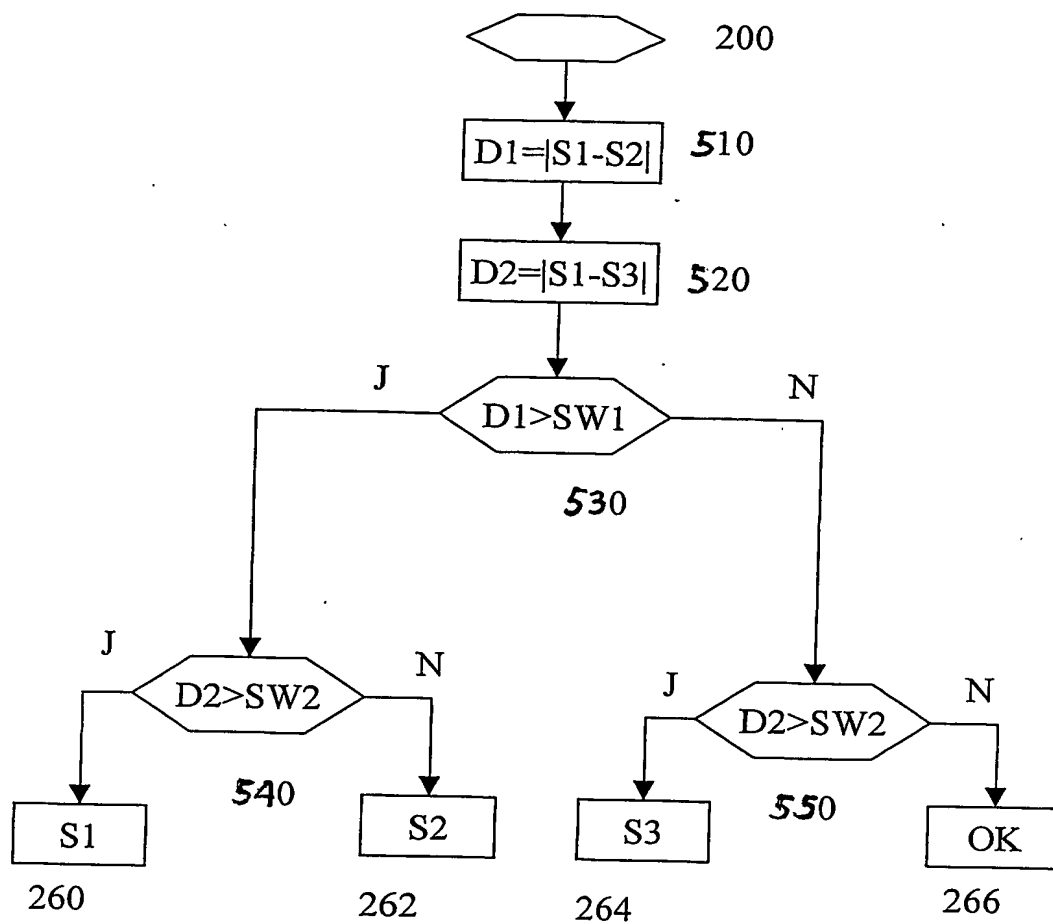 200
D1=|S1-S2| 510
D2=|S1-S3| 520
J
N
D1>SW1
530
J
N
D2>SW2
J
N
D2>SW2
540
550
S1
S2
S3
OK
260
262
264
266